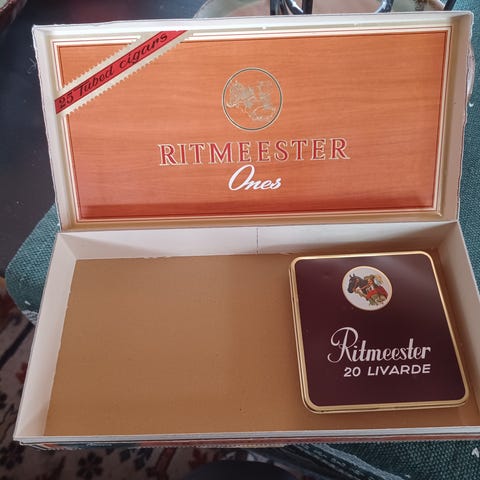 25 Tubed cigars
RITMEESTER
Ones
Ritmeester
20 LIVARDE